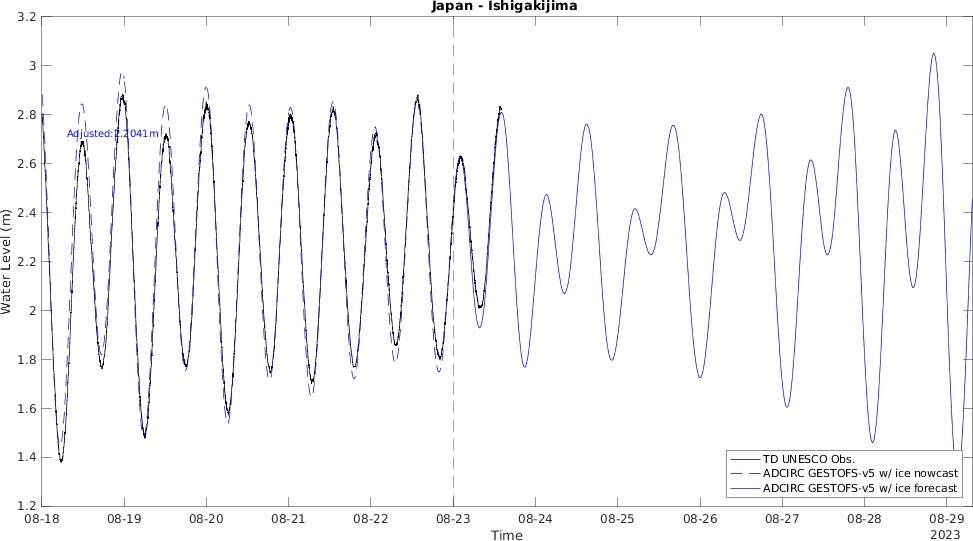 Japan - Ishigakijima
3.2
3
2.8
2.6
2.4
2.2
2
1.8
1.6
1.4
1.2
Water Level (m)
Adjusted:2.2041m
TD UNESCO Obs.
ADCIRC GESTOFS-v5 w/ ice nowcast
ADCIRC GESTOFS-v5 w/ ice forecast
08-18 08-19 08-20 08-21 08-22 08-23 08-24 08-25 08-26 08-27 08-28 08-29
2023
Time